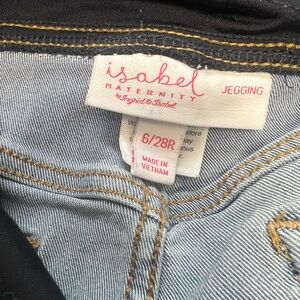 isabel
MATERNITY
by Ingrid & Isabel
JEGGING
6/28R
MADE IN
VIETNAM